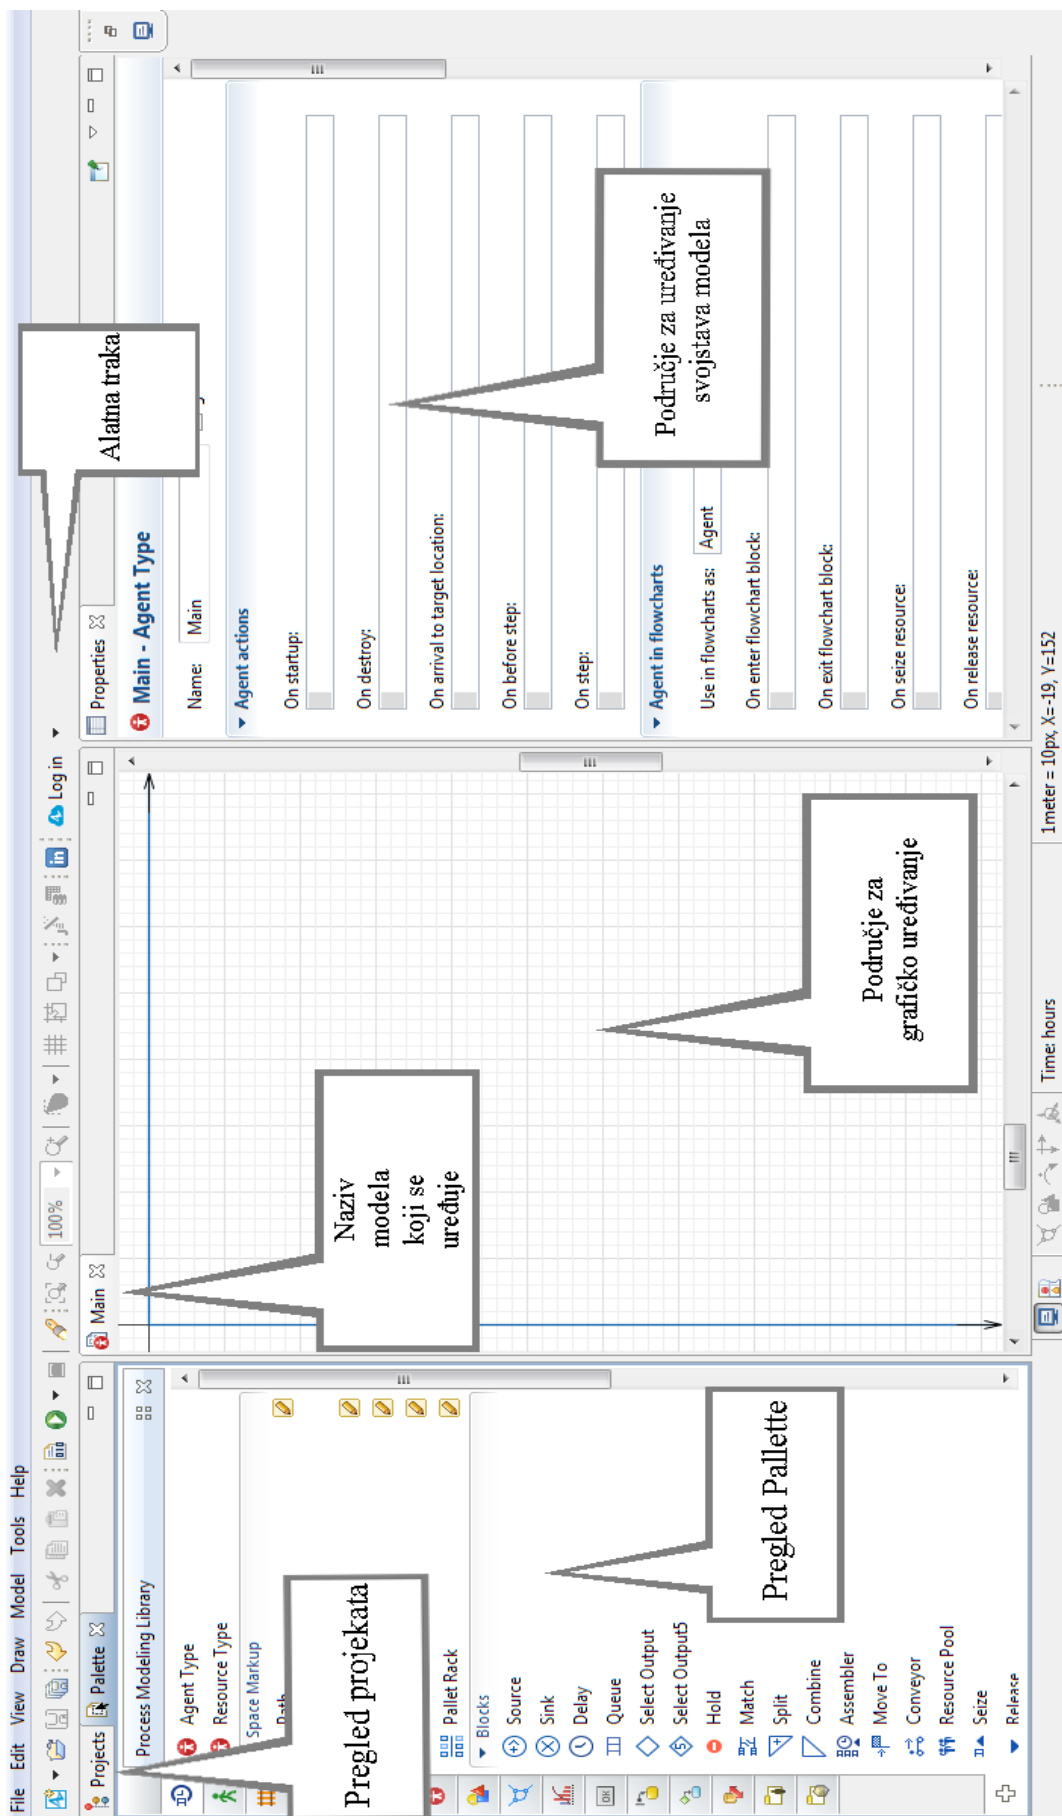 File Edit View Draw Model Tools Help
100%
Log in
Projects
Palette
Main
Properties
Process Modeling Library
Agent Type
Resource Type
Space Markup
Path
Pallet Rack
Blocks
Source
Sink
Delay
Queue
Select Output
Select Output5
Hold
Match
Split
Combine
Assembler
Move To
Conveyor
Resource Pool
Seize
Release
Pregled projekata
Pregled Pallette
Naziv
modela
koji se
uređuje
Područje za
grafičko uređivanje
Alatna traka
Main - Agent Type
Name: Main
Agent actions
On startup:
On destroy:
On arrival to target location:
On before step:
On step:
Agent in flowcharts
Use in flowcharts as: Agent
On enter flowchart block:
On exit flowchart block:
On seize resource:
On release resource:
Područje za uređivanje
svojstava modela
Time: hours
1 meter = 10px, X=-19, Y=152